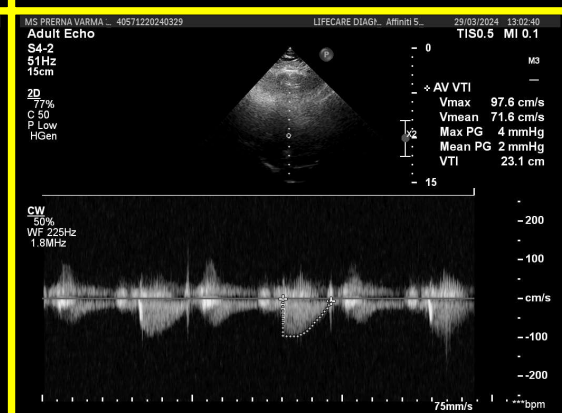 MS PRERNA VARMA :.. 40571220240329 LIFECARE DIAGN.. Affiniti 5... 29/03/2024 13:02:40
Adult Echo TIS0.5 MI 0.1
S4-2
51Hz
15cm
2D
77%
C 50
P Low
HGen
P
0
M3
AV VTI
Vmax 97.6 cm/s
Vmean 71.6 cm/s
Max PG 4 mmHg
Mean PG 2 mmHg
VTI 23.1 cm
X2
15
CW
50%
WF 225Hz
1.8MHz
200
100
cm/s
-100
-200
75mm/s
***bpm